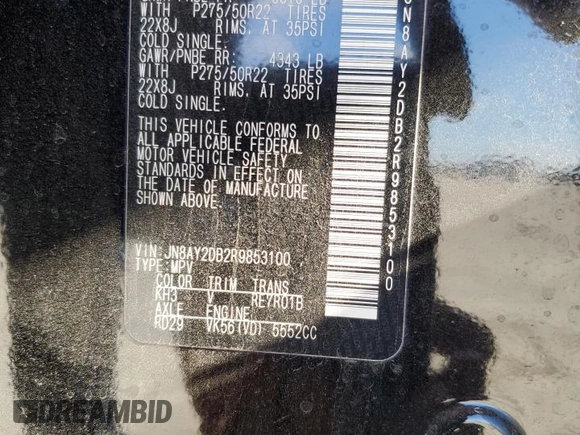 WITH P275/50R22 TIRES
22X8J RIMS, AT 35PSI
COLD SINGLE.
GAWR/PNBE RR: 4343 LB
WITH P275/50R22 TIRES
22X8J RIMS, AT 35PSI
COLD SINGLE.
THIS VEHICLE CONFORMS TO
ALL APPLICABLE FEDERAL
MOTOR VEHICLE SAFETY
STANDARDS IN EFFECT ON
THE DATE OF MANUFACTURE
SHOWN ABOVE.
VIN:JN8AY2DB2R9853100
TYPE:MPV
COLOR TRIM TRANS
KH3 V RE7R01B
AXLE ENGINE
RD29 VK56(VD) 5552CC
N8AY2DB2R9853100
DREAMBID